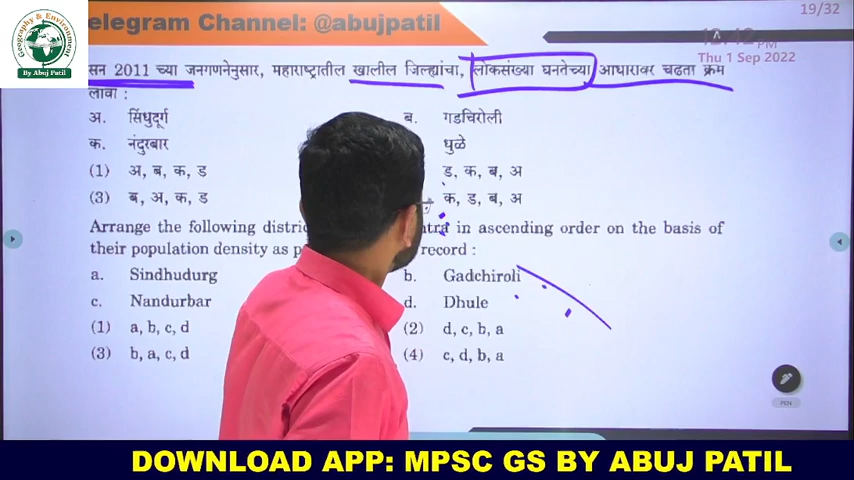 elegram Channel: @abujpatil
19/32
Geography & Environment
By Abuj Patil
PM
Thu 1 Sep 2022
सन 2011 च्या जनगणनेनुसार, महाराष्ट्रातील खालील जिल्ह्यांचा, लोकसंख्या घनतेच्या आधारावर चढता क्रम
लावा :
अ. सिंधुदूर्ग ब. गडचिरोली
क. नंदुरबार धुळे
(1) अ, ब, क, ड ड, क, ब, अ
(3) ब, अ, क, ड क, ड, ब, अ
Arrange the following distric ntra in ascending order on the basis of
their population density as p record :
a. Sindhudurg b. Gadchiroli
c. Nandurbar d. Dhule
(1) a, b, c, d (2) d, c, b, a
(3) b, a, c, d (4) c, d, b, a
PEN
DOWNLOAD APP: MPSC GS BY ABUJ PATIL